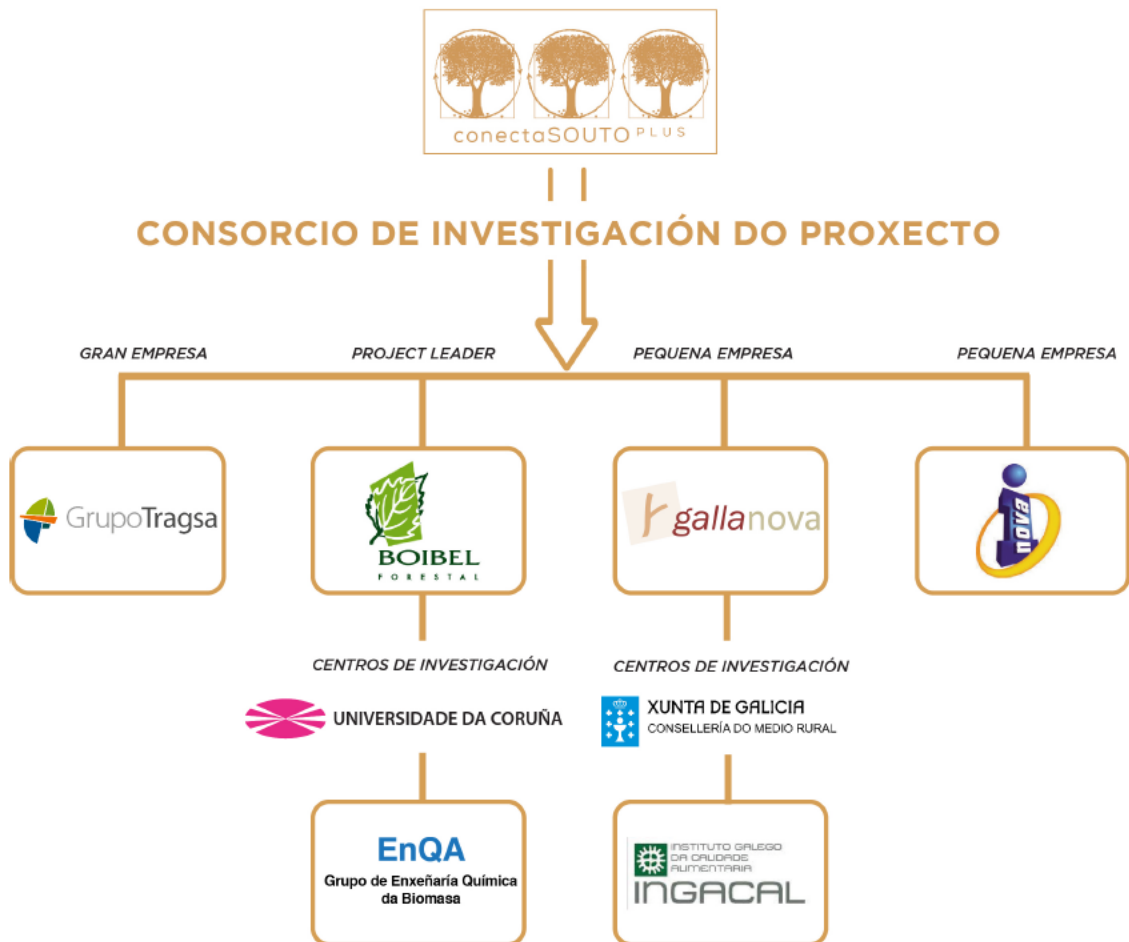 conectaSOUTO PLUS
CONSORCIO DE INVESTIGACIÓN DO PROXECTO
GRAN EMPRESA
PROJECT LEADER
PEQUENA EMPRESA
PEQUENA EMPRESA
GrupoTragsa
BOIBEL
FORESTAL
gallanova
inova
CENTROS DE INVESTIGACIÓN
CENTROS DE INVESTIGACIÓN
UNIVERSIDADE DA CORUÑA
XUNTA DE GALICIA
CONSELLERÍA DO MEDIO RURAL
EnQA
Grupo de Enxeñaría Química
da Biomasa
INSTITUTO GALEGO
DA CALIDADE
ALIMENTARIA
INGACAL